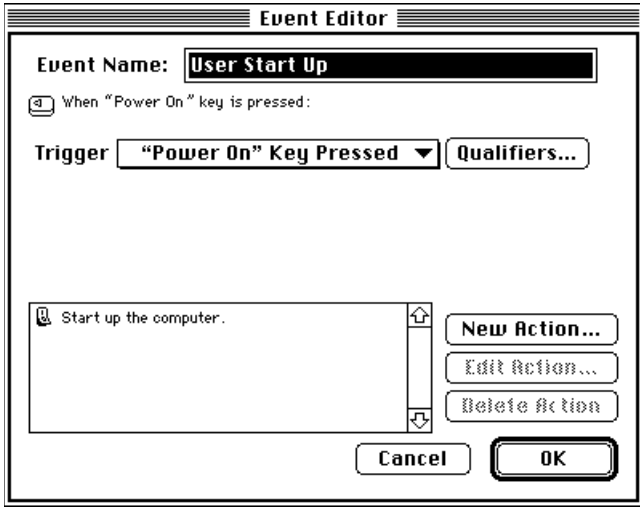 Event Editor
Event Name: User Start Up
When “Power On” key is pressed:
Trigger “Power On” Key Pressed Qualifiers...
Start up the computer.
New Action...
Edit Action...
Delete Action
Cancel OK